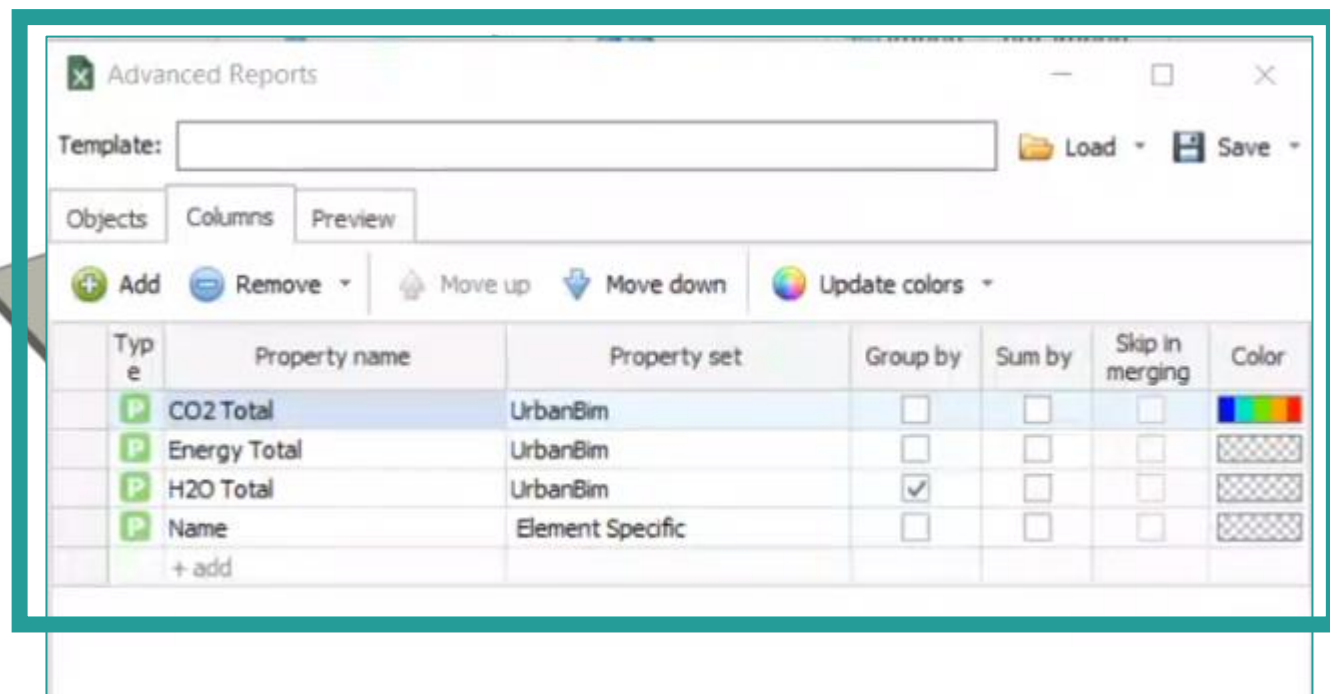 Advanced Reports
Template: Load Save
Objects Columns Preview
Add Remove Move up Move down Update colors
Typ
e Property name Property set Group by Sum by Skip in
merging Color
P CO2 Total UrbanBim
P Energy Total UrbanBim
P H2O Total UrbanBim
P Name Element Specific
+ add